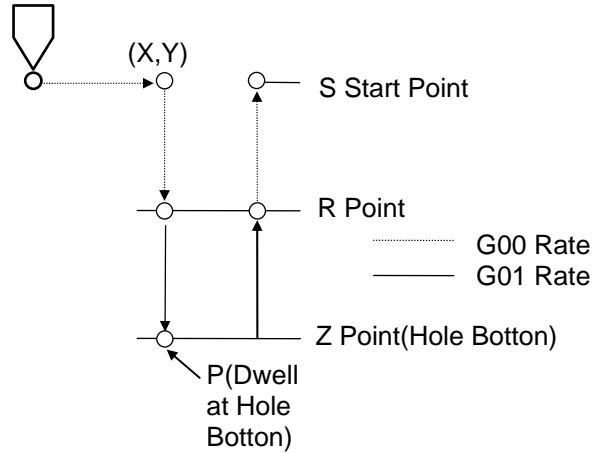 (X,Y)
S Start Point
R Point
G00 Rate
G01 Rate
Z Point(Hole Botton)
P(Dwell
at Hole
Botton)